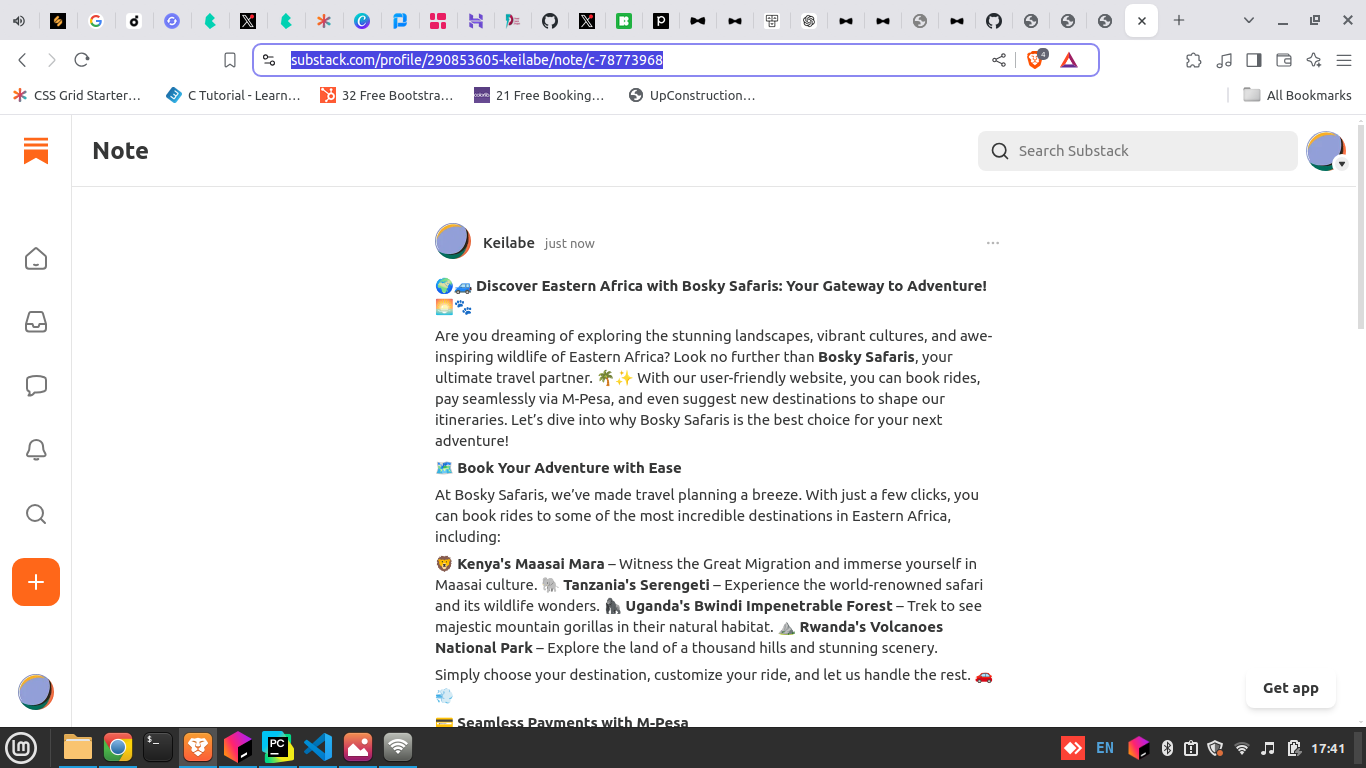 substack.com/profile/290853605-keilabe/note/c-78773968
4
CSS Grid Starter…
C Tutorial - Learn…
32 Free Bootstra…
21 Free Booking…
UpConstruction…
All Bookmarks
Note
Search Substack
Keilabe just now
🌍🚙 Discover Eastern Africa with Bosky Safaris: Your Gateway to Adventure!
🌅🐾
Are you dreaming of exploring the stunning landscapes, vibrant cultures, and awe-
inspiring wildlife of Eastern Africa? Look no further than Bosky Safaris, your
ultimate travel partner. 🌴✨ With our user-friendly website, you can book rides,
pay seamlessly via M-Pesa, and even suggest new destinations to shape our
itineraries. Let’s dive into why Bosky Safaris is the best choice for your next
adventure!
🗺️ Book Your Adventure with Ease
At Bosky Safaris, we’ve made travel planning a breeze. With just a few clicks, you
can book rides to some of the most incredible destinations in Eastern Africa,
including:
🦁 Kenya's Maasai Mara – Witness the Great Migration and immerse yourself in
Maasai culture. 🐘 Tanzania's Serengeti – Experience the world-renowned safari
and its wildlife wonders. 🦍 Uganda's Bwindi Impenetrable Forest – Trek to see
majestic mountain gorillas in their natural habitat. ⛰️ Rwanda's Volcanoes
National Park – Explore the land of a thousand hills and stunning scenery.
Simply choose your destination, customize your ride, and let us handle the rest. 🚗
💨
💳 Seamless Payments with M-Pesa
Get app
EN
17:41